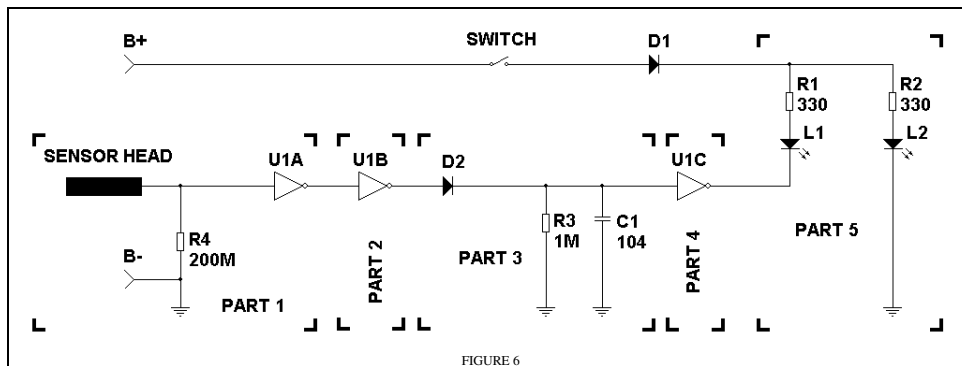 B+
SWITCH
D1
R1
330
R2
330
L1
L2
SENSOR HEAD
U1A
U1B
D2
U1C
R4
200M
R3
1M
C1
104
B-
PART 1
PART 2
PART 3
PART 4
PART 5
FIGURE 6